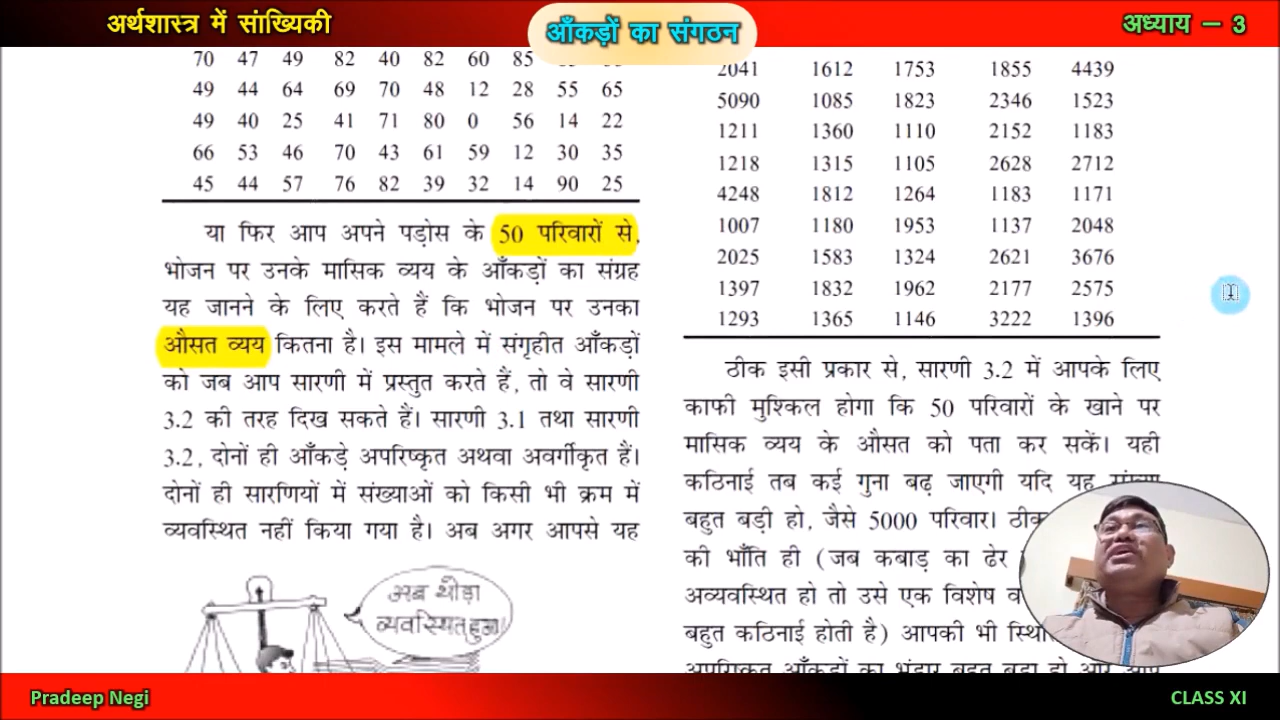 अर्थशास्त्र में सांख्यिकी
आँकड़ों का संगठन
अध्याय – 3
70 47 49 82 40 82 60 85
49 44 64 69 70 48 12 28 55 65
49 40 25 41 71 80 0 56 14 22
66 53 46 70 43 61 59 12 30 35
45 44 57 76 82 39 32 14 90 25
या फिर आप अपने पड़ोस के 50 परिवारों से,
भोजन पर उनके मासिक व्यय के आँकड़ों का संग्रह
यह जानने के लिए करते हैं कि भोजन पर उनका
औसत व्यय कितना है। इस मामले में संगृहीत आँकड़ों
को जब आप सारणी में प्रस्तुत करते हैं, तो वे सारणी
3.2 की तरह दिख सकते हैं। सारणी 3.1 तथा सारणी
3.2, दोनों ही आँकड़े अपरिष्कृत अथवा अवर्गीकृत हैं।
दोनों ही सारणियों में संख्याओं को किसी भी क्रम में
व्यवस्थित नहीं किया गया है। अब अगर आपसे यह
अब थोड़ा
व्यवस्थित हुआ!
2041 1612 1753 1855 4439
5090 1085 1823 2346 1523
1211 1360 1110 2152 1183
1218 1315 1105 2628 2712
4248 1812 1264 1183 1171
1007 1180 1953 1137 2048
2025 1583 1324 2621 3676
1397 1832 1962 2177 2575
1293 1365 1146 3222 1396
ठीक इसी प्रकार से, सारणी 3.2 में आपके लिए
काफी मुश्किल होगा कि 50 परिवारों के खाने पर
मासिक व्यय के औसत को पता कर सकें। यही
कठिनाई तब कई गुना बढ़ जाएगी यदि यह
बहुत बड़ी हो, जैसे 5000 परिवार।
की भाँति ही (जब कबाड़ का ढेर
अव्यवस्थित हो तो उसे एक विशेष
बहुत कठिनाई होती है) आपकी भी
Pradeep Negi
CLASS XI